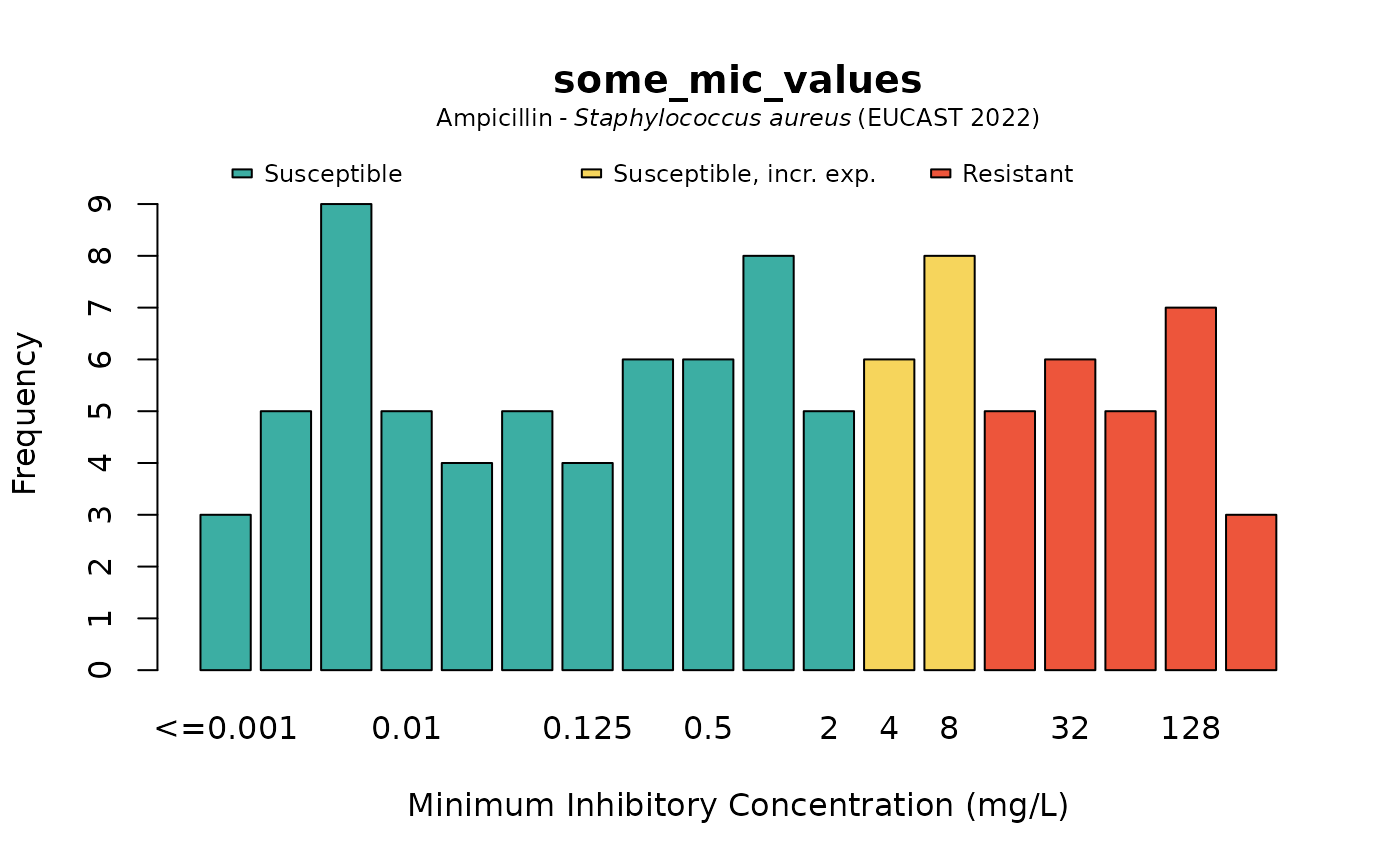 some_mic_values
Ampicillin - Staphylococcus aureus (EUCAST 2022)
Susceptible Susceptible, incr. exp. Resistant
9
8
7
6
5
4
3
2
1
0
Frequency
<=0.001 0.01 0.125 0.5 2 4 8 32 128
Minimum Inhibitory Concentration (mg/L)